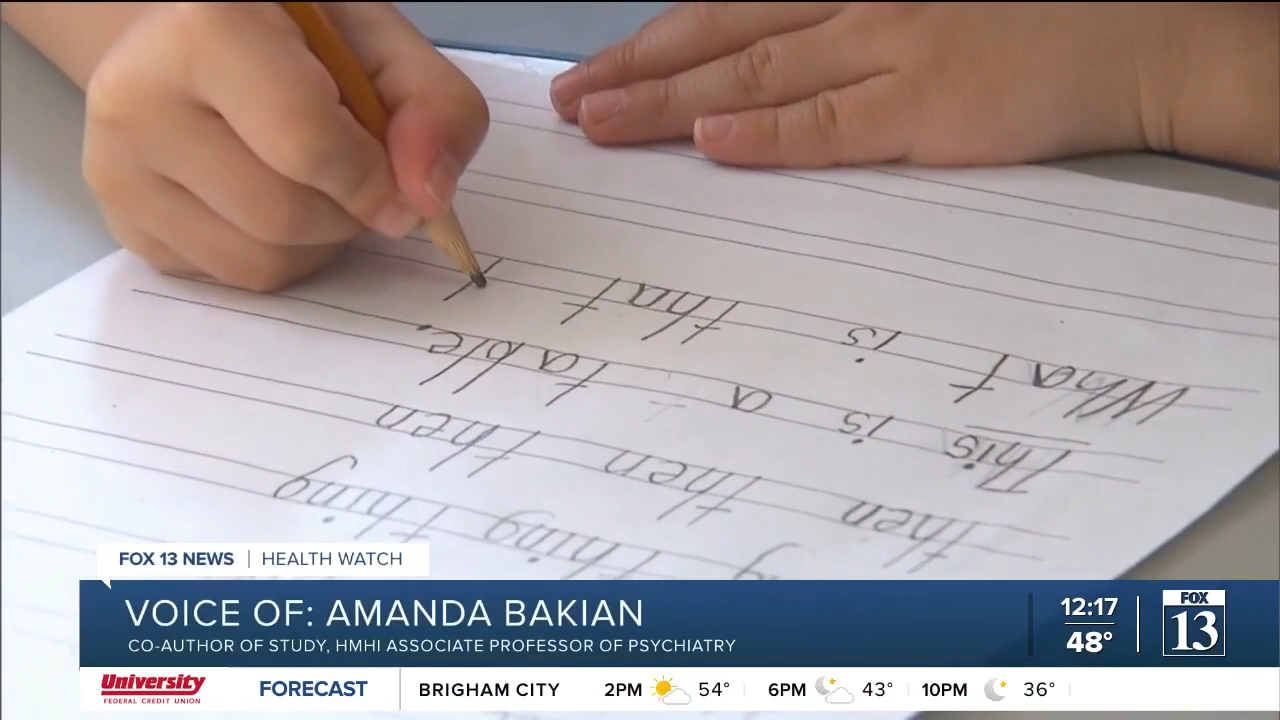 thing thing
then then then
This is a table.
What is that
FOX 13 NEWS | HEALTH WATCH
VOICE OF: AMANDA BAKIAN
CO-AUTHOR OF STUDY, HMHI ASSOCIATE PROFESSOR OF PSYCHIATRY
12:17
48°
FOX
13
University
FEDERAL CREDIT UNION
FORECAST
BRIGHAM CITY 2PM 54° 6PM 43° 10PM 36°